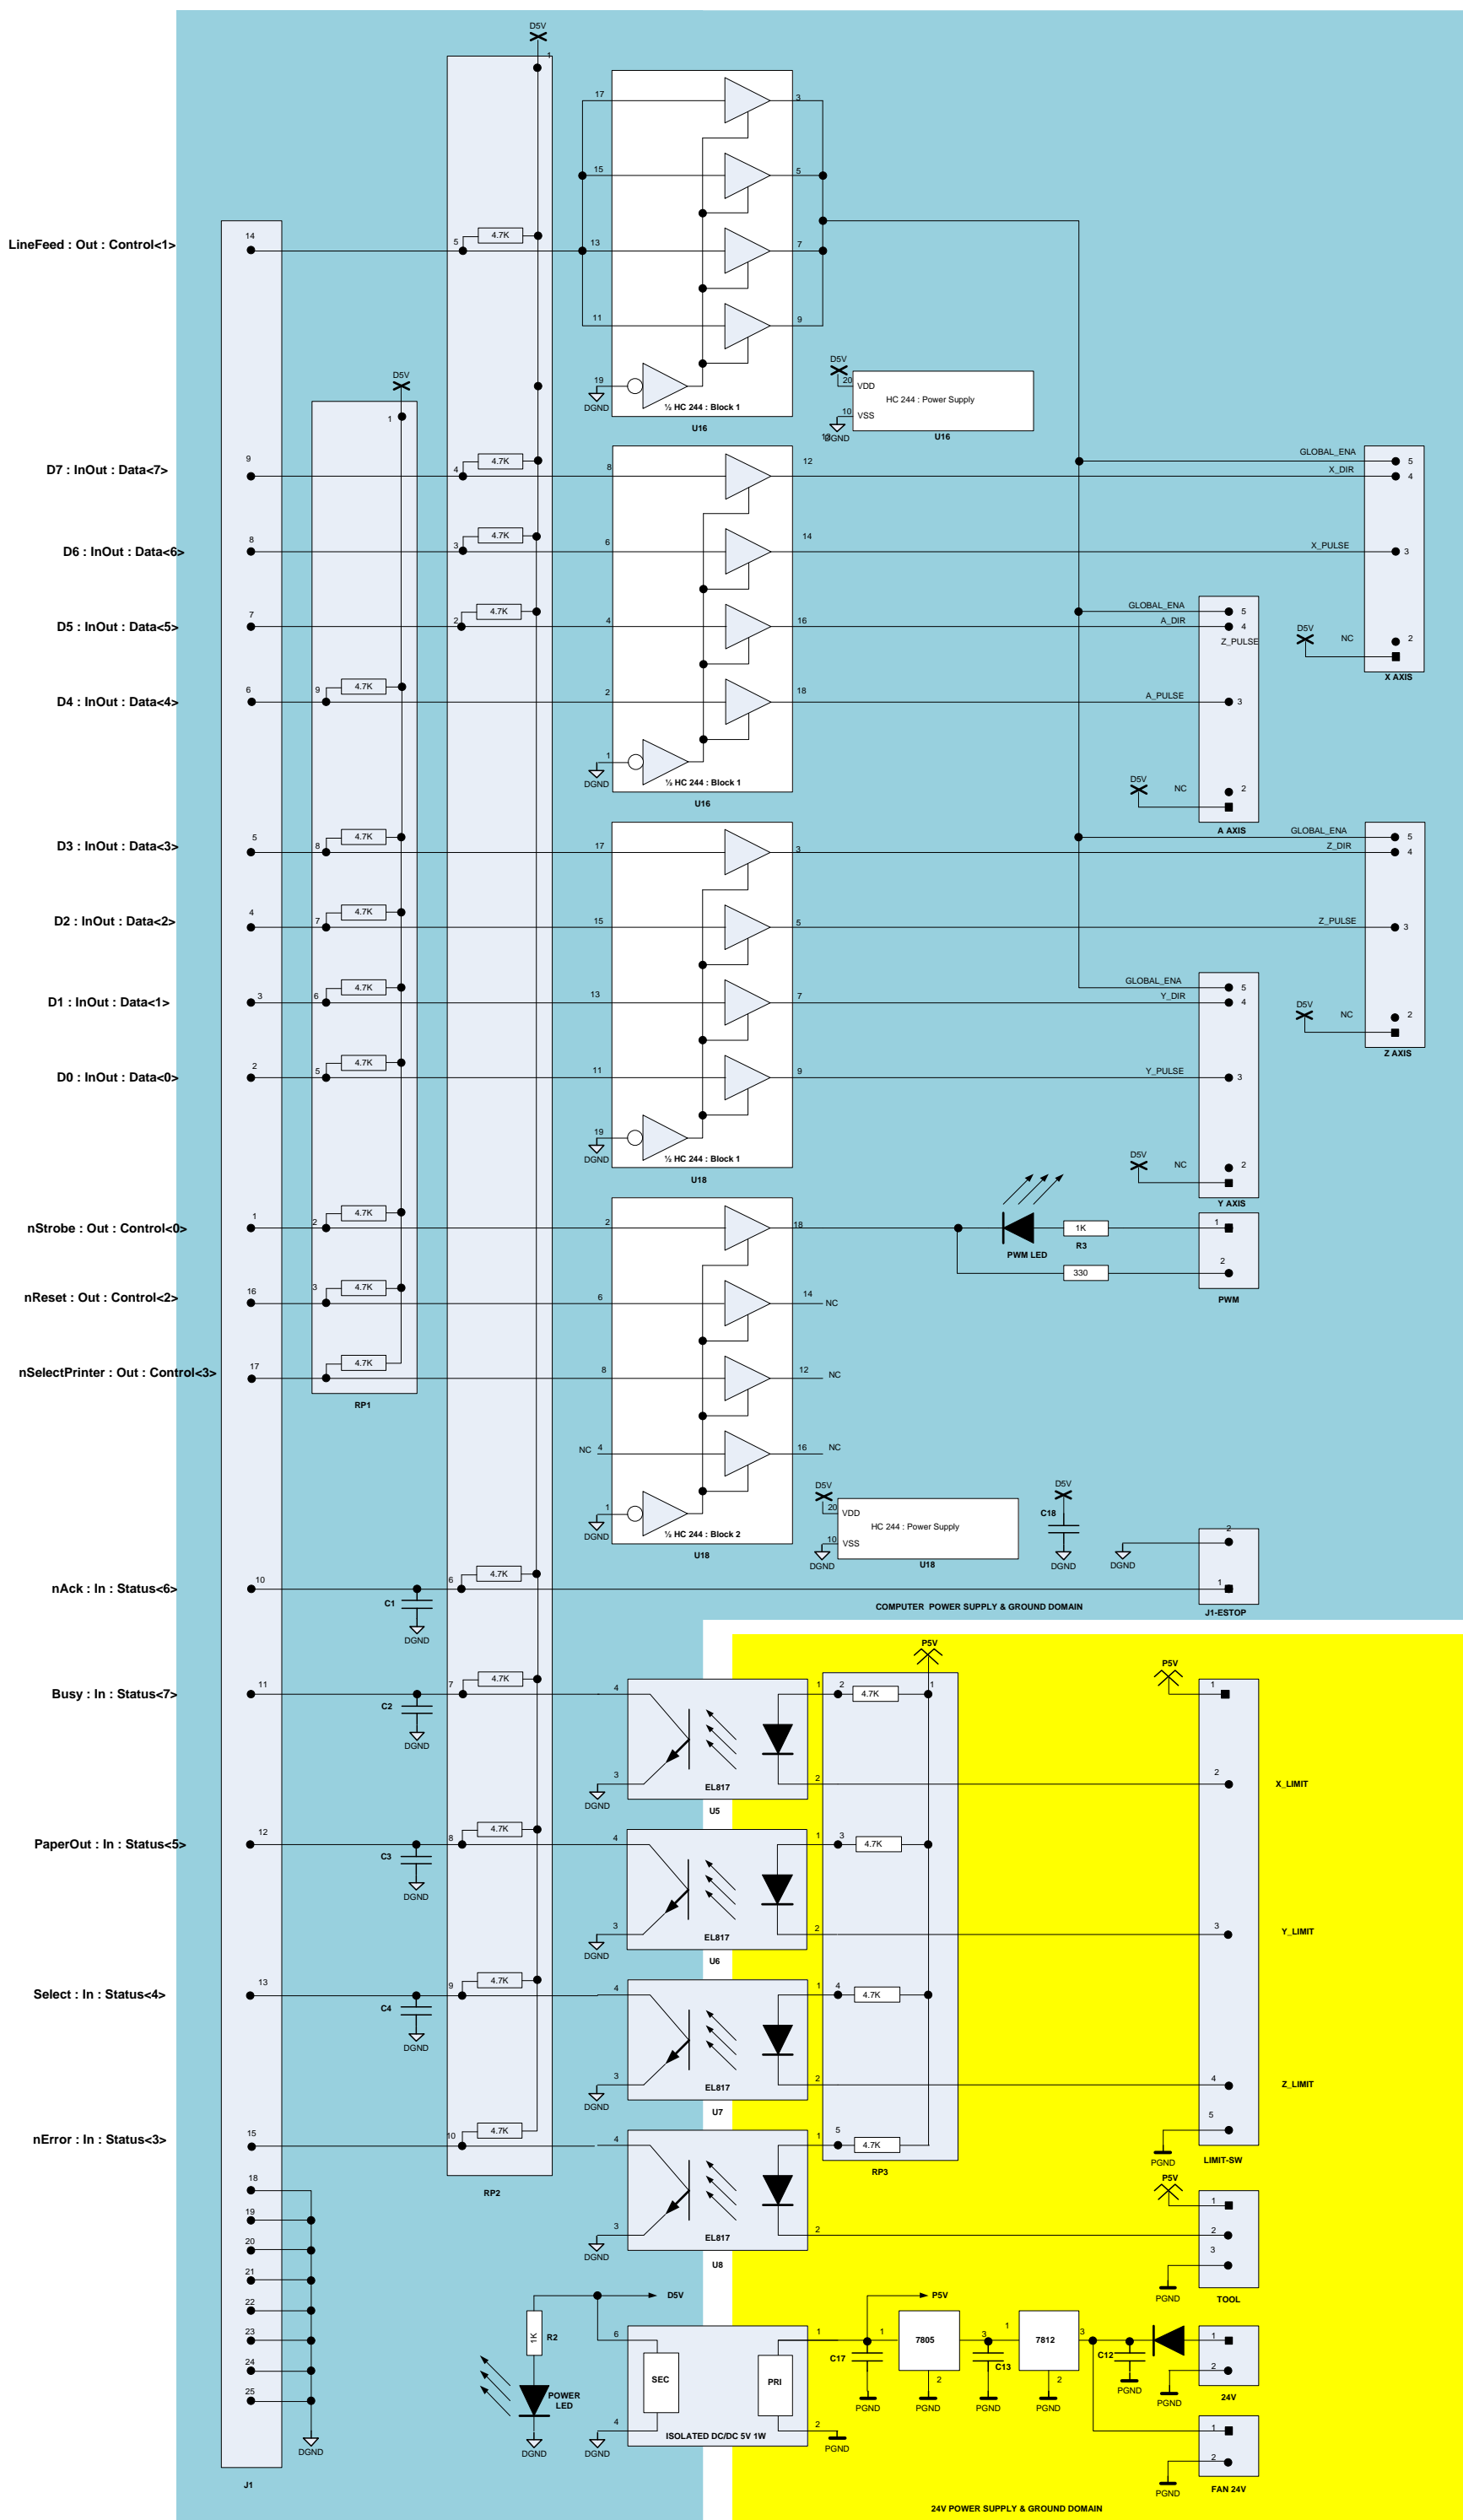 D5V
1
17
3
15
5
LineFeed : Out : Control<1>
14
5
4.7K
13
7
11
9
D5V
1
19
DGND
½ HC 244 : Block 1
U16
D5V
20
VDD
HC 244 : Power Supply
10
VSS
DGND
U16
D7 : InOut : Data<7>
9
4
4.7K
8
12
GLOBAL_ENA
5
X_DIR
4
D6 : InOut : Data<6>
8
3
4.7K
6
14
X_PULSE
3
D5 : InOut : Data<5>
7
2
4.7K
4
16
GLOBAL_ENA
5
A_DIR
4
Z_PULSE
D5V
NC
2
X AXIS
D4 : InOut : Data<4>
6
9
4.7K
2
18
A_PULSE
3
1
DGND
½ HC 244 : Block 1
U16
D5V
NC
2
A AXIS
D3 : InOut : Data<3>
5
8
4.7K
17
3
GLOBAL_ENA
5
Z_DIR
4
D2 : InOut : Data<2>
4
7
4.7K
15
5
Z_PULSE
3
D1 : InOut : Data<1>
3
6
4.7K
13
7
GLOBAL_ENA
5
Y_DIR
4
D5V
NC
2
Z AXIS
D0 : InOut : Data<0>
2
5
4.7K
11
9
Y_PULSE
3
19
DGND
½ HC 244 : Block 1
U18
D5V
NC
2
Y AXIS
nStrobe : Out : Control<0>
1
2
4.7K
2
18
PWM LED
1K
R3
1
330
2
PWM
nReset : Out : Control<2>
16
3
4.7K
6
14
NC
nSelectPrinter : Out : Control<3>
17
4.7K
8
12
NC
RP1
NC
4
16
NC
1
DGND
½ HC 244 : Block 2
U18
D5V
20
VDD
HC 244 : Power Supply
10
VSS
DGND
U18
D5V
C18
DGND
DGND
2
1
J1-ESTOP
nAck : In : Status<6>
10
C1
DGND
6
4.7K
COMPUTER POWER SUPPLY & GROUND DOMAIN
Busy : In : Status<7>
11
C2
DGND
7
4.7K
4
3
DGND
EL817
U5
1
2
2
4.7K
P5V
1
P5V
1
2
X_LIMIT
PaperOut : In : Status<5>
12
C3
DGND
8
4.7K
4
3
DGND
EL817
U6
1
2
3
4.7K
3
Y_LIMIT
Select : In : Status<4>
13
C4
DGND
9
4.7K
4
3
DGND
EL817
U7
1
2
4
4.7K
4
Z_LIMIT
5
PGND
LIMIT-SW
nError : In : Status<3>
15
10
4.7K
RP2
4
3
DGND
EL817
U8
1
2
5
4.7K
RP3
P5V
1
2
3
PGND
TOOL
18
19
20
21
22
23
24
25
DGND
J1
D5V
1K
R2
POWER
LED
DGND
6
SEC
4
DGND
ISOLATED DC/DC 5V 1W
PRI
1
2
PGND
P5V
C17
PGND
1
7805
2
PGND
3
C13
PGND
1
7812
2
PGND
3
C12
PGND
1
2
PGND
24V
1
2
PGND
FAN 24V
24V POWER SUPPLY & GROUND DOMAIN